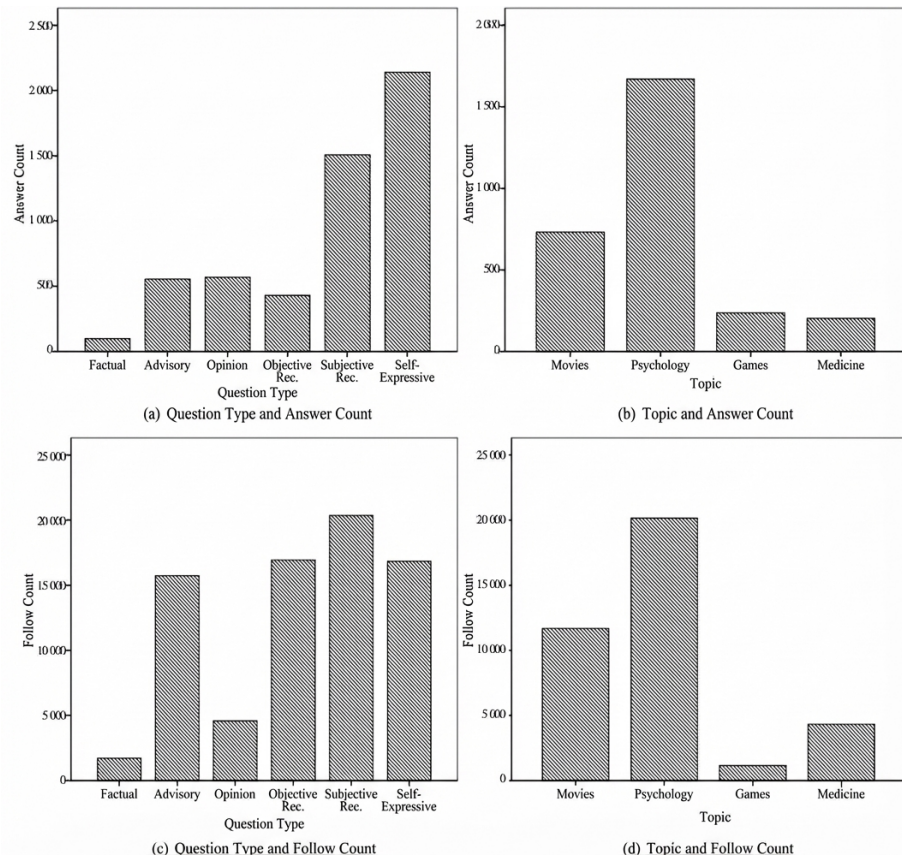 2 500
2 000
1 500
1 000
500
0
Answer Count
Factual Advisory Opinion Objective Rec. Subjective Rec. Self-Expressive
Question Type
(a) Question Type and Answer Count
2 000
1 500
1 000
500
0
Answer Count
Movies Psychology Games Medicine
Topic
(b) Topic and Answer Count
25 000
20 000
15 000
10 000
5 000
0
Follow Count
Factual Advisory Opinion Objective Rec. Subjective Rec. Self-Expressive
Question Type
(c) Question Type and Follow Count
25 000
20 000
15 000
10 000
5 000
0
Follow Count
Movies Psychology Games Medicine
Topic
(d) Topic and Follow Count